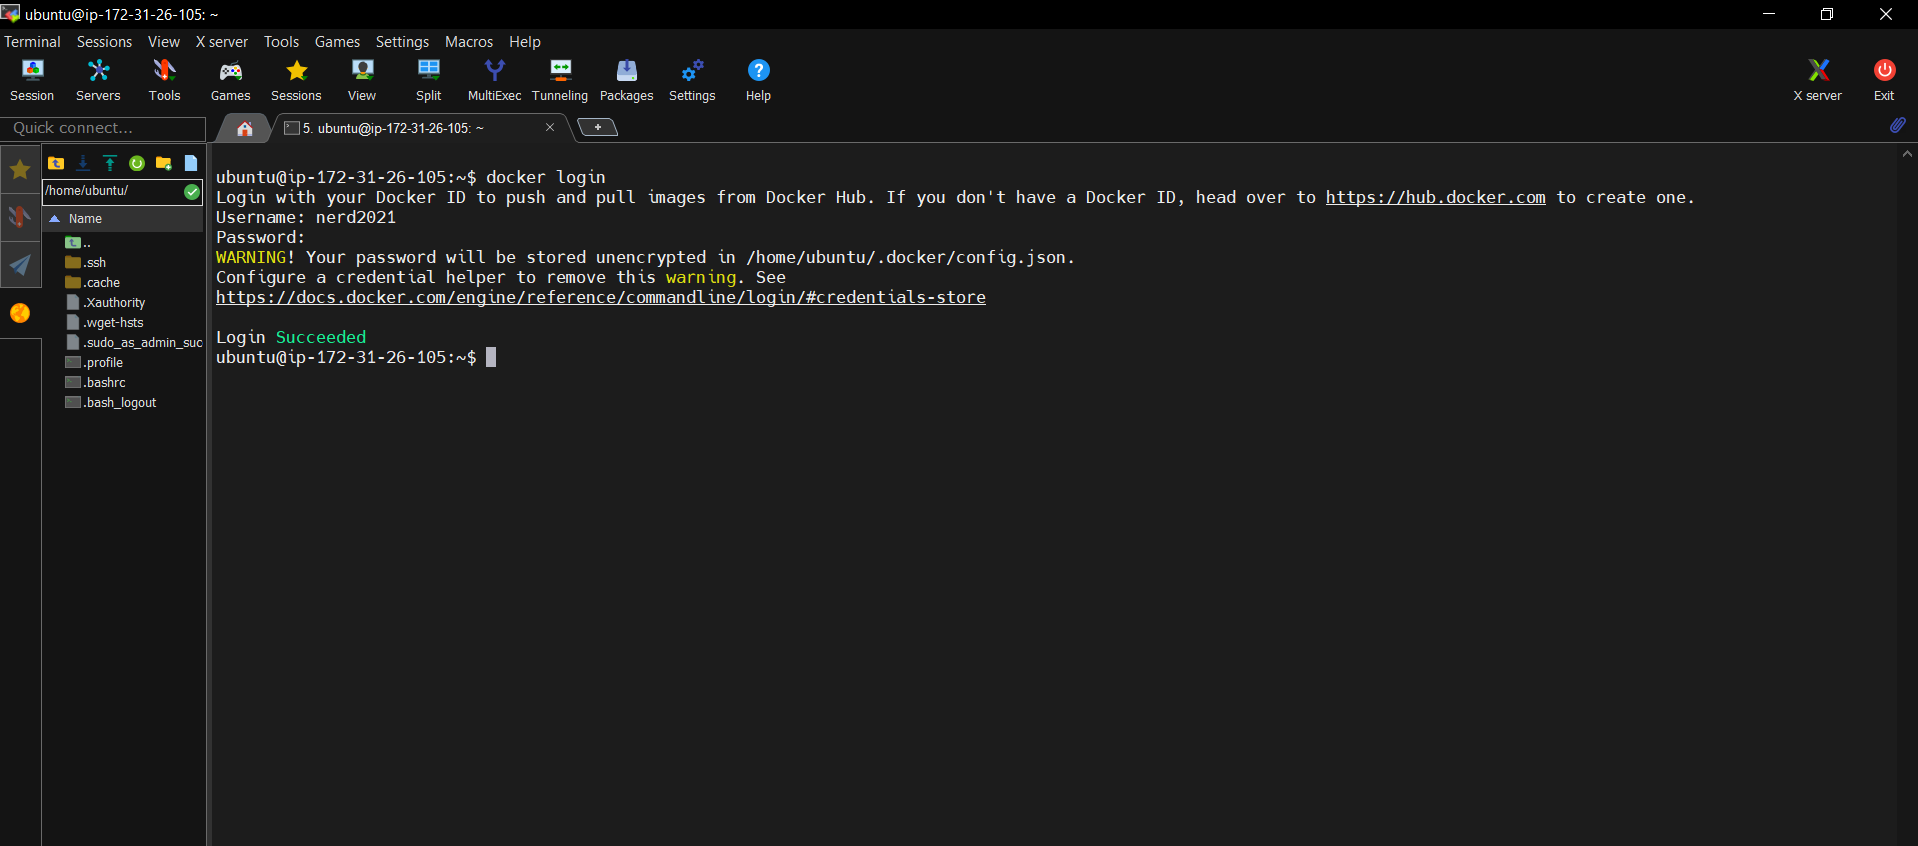 ubuntu@ip-172-31-26-105: ~
Terminal Sessions View X server Tools Games Settings Macros Help
Session Servers Tools Games Sessions View Split MultiExec Tunneling Packages Settings Help X server Exit
Quick connect...
5. ubuntu@ip-172-31-26-105: ~
/home/ubuntu/
Name
..
.ssh
.cache
.Xauthority
.wget-hsts
.sudo_as_admin_suc
.profile
.bashrc
.bash_logout
ubuntu@ip-172-31-26-105:~$ docker login
Login with your Docker ID to push and pull images from Docker Hub. If you don't have a Docker ID, head over to https://hub.docker.com to create one.
Username: nerd2021
Password:
WARNING! Your password will be stored unencrypted in /home/ubuntu/.docker/config.json.
Configure a credential helper to remove this warning. See
https://docs.docker.com/engine/reference/commandline/login/#credentials-store
Login Succeeded
ubuntu@ip-172-31-26-105:~$